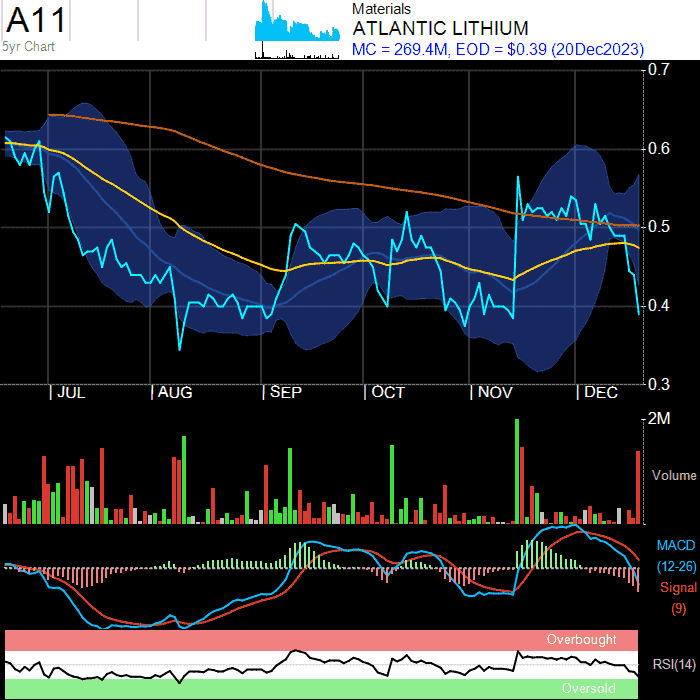 A11
5yr Chart
Materials
ATLANTIC LITHIUM
MC = 269.4M, EOD = $0.39 (20Dec2023)
0.7
0.6
0.5
0.4
0.3
| JUL | AUG | SEP | OCT | NOV | DEC
2M
Volume
MACD
(12-26)
Signal
(9)
Overbought
RSI(14)
Oversold